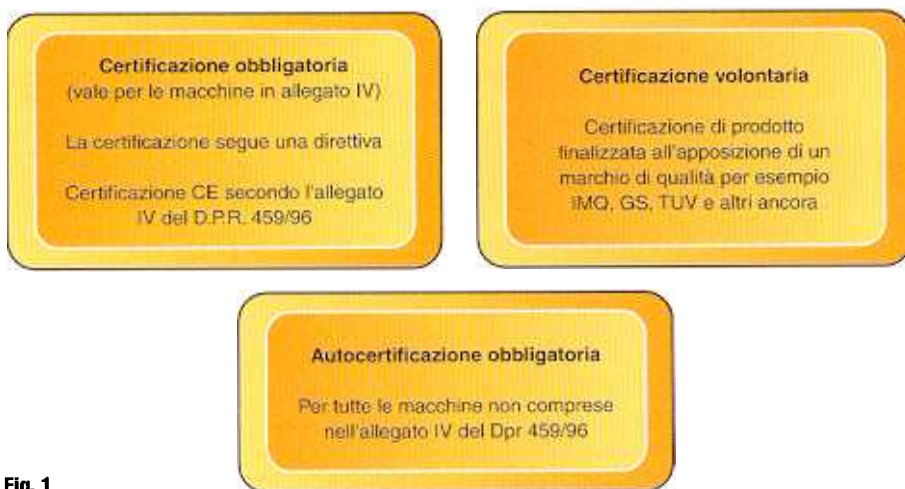 Certificazione obbligatoria
(vale per le macchine in allegato IV)
La certificazione segue una direttiva
Certificazione CE secondo l'allegato
IV del D.P.R. 459/96
Certificazione volontaria
Certificazione di prodotto
finalizzata all'apposizione di un
marchio di qualità per esempio
IMQ, GS, TUV e altri ancora
Autocertificazione obbligatoria
Per tutte le macchine non comprese
nell'allegato IV del Dpr 459/96
Fig. 1